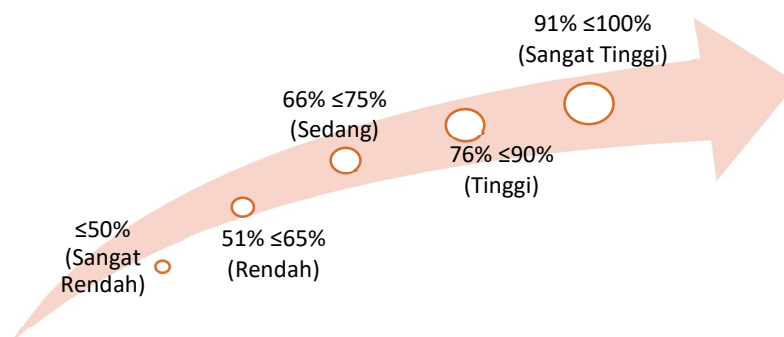 ≤50%
(Sangat
Rendah)
51% ≤65%
(Rendah)
66% ≤75%
(Sedang)
76% ≤90%
(Tinggi)
91% ≤100%
(Sangat Tinggi)